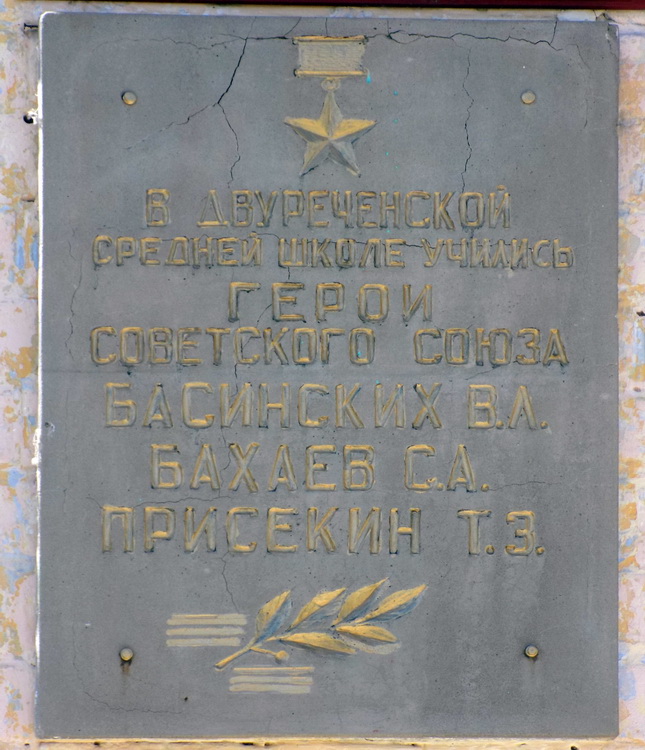 В ДВУРЕЧЕНСКОЙ
СРЕДНЕЙ ШКОЛЕ УЧИЛИСЬ
ГЕРОИ
СОВЕТСКОГО СОЮЗА
БАСИНСКИХ В.Л.
БАХАЕВ С.А.
ПРИСЕКИН Т.З.